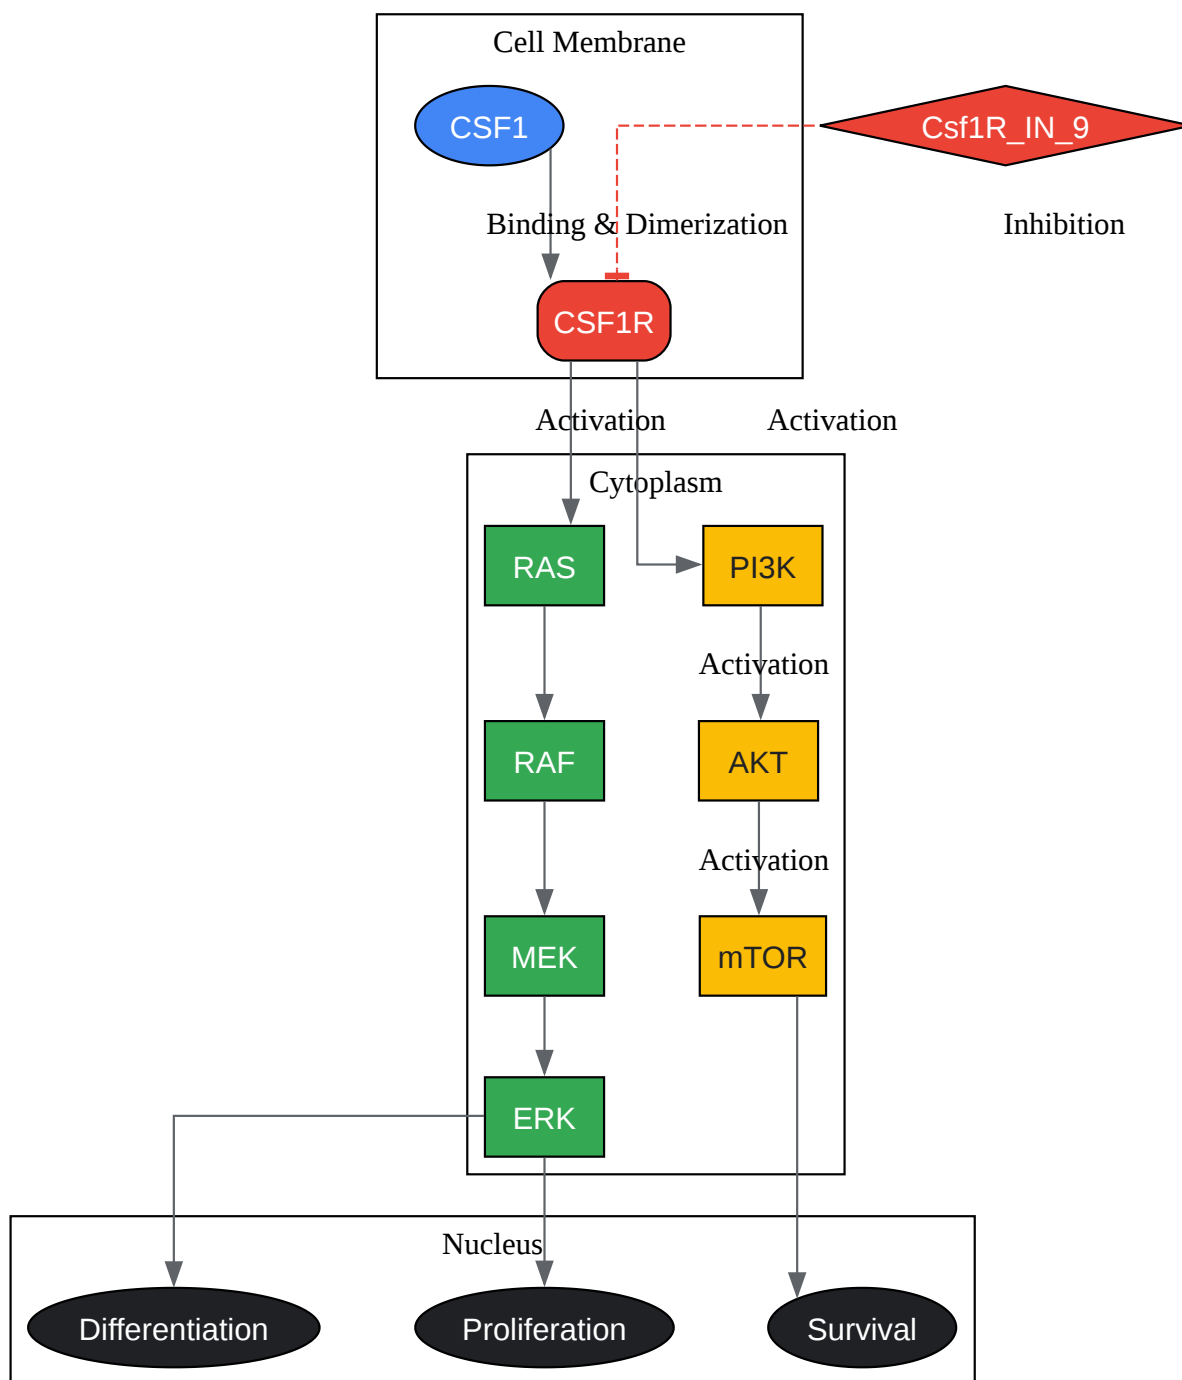 Cell Membrane
CSF1
Csf1R_IN_9
Binding & Dimerization
Inhibition
CSF1R
Activation
Activation
Cytoplasm
RAS
PI3K
Activation
RAF
AKT
Activation
MEK
mTOR
ERK
Nucleus
Differentiation
Proliferation
Survival